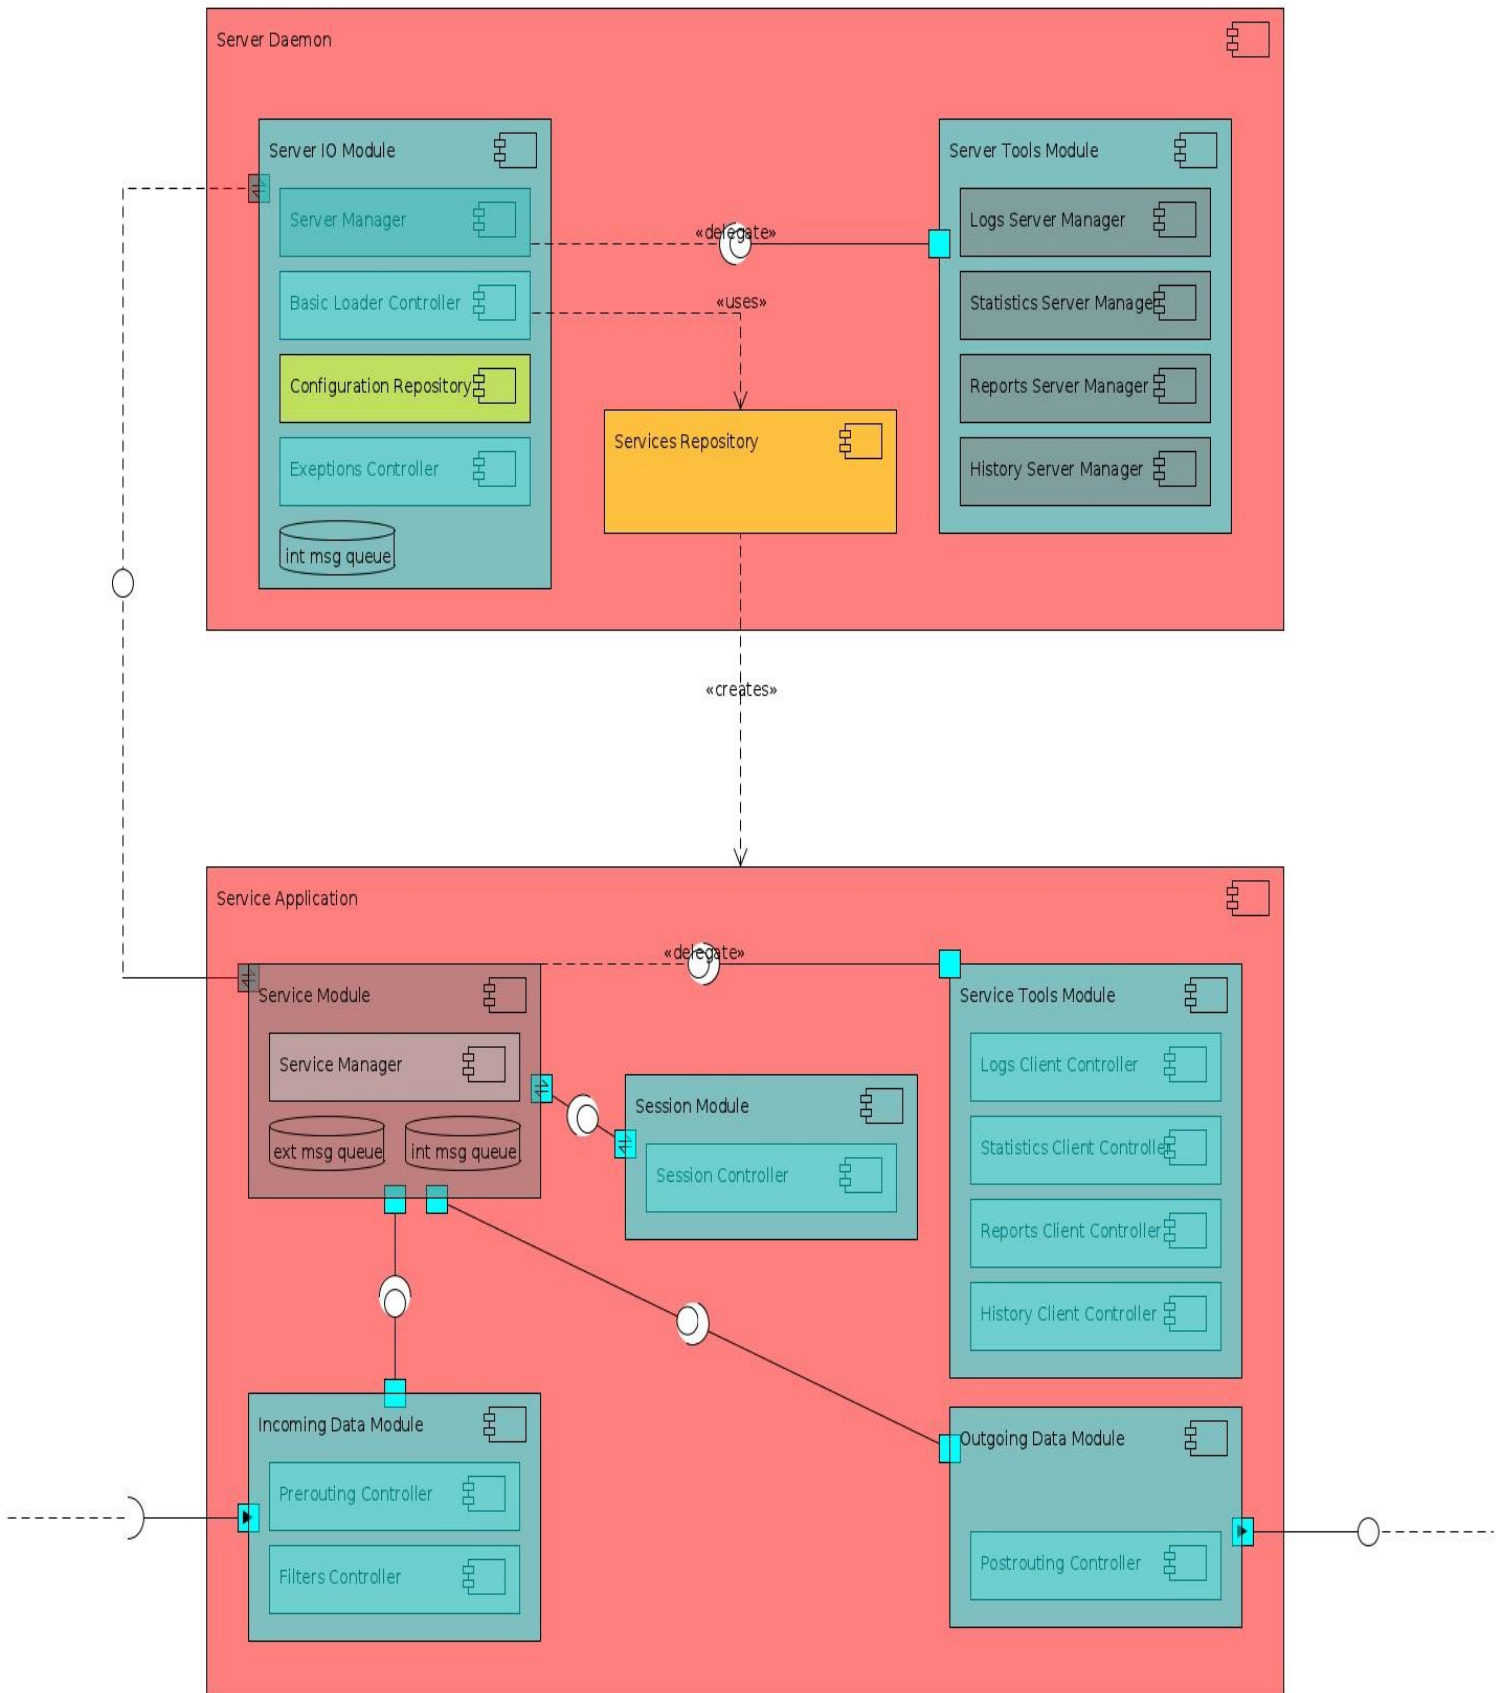 Server Daemon
Server IO Module
Server Manager
Basic Loader Controller
Configuration Repository
Exeptions Controller
int msg queue
«delegate»
«uses»
Services Repository
Server Tools Module
Logs Server Manager
Statistics Server Manager
Reports Server Manager
History Server Manager
«creates»
Service Application
Service Module
Service Manager
ext msg queue
int msg queue
«delegate»
Session Module
Session Controller
Service Tools Module
Logs Client Controller
Statistics Client Controller
Reports Client Controller
History Client Controller
Incoming Data Module
Prerouting Controller
Filters Controller
Outgoing Data Module
Postrouting Controller